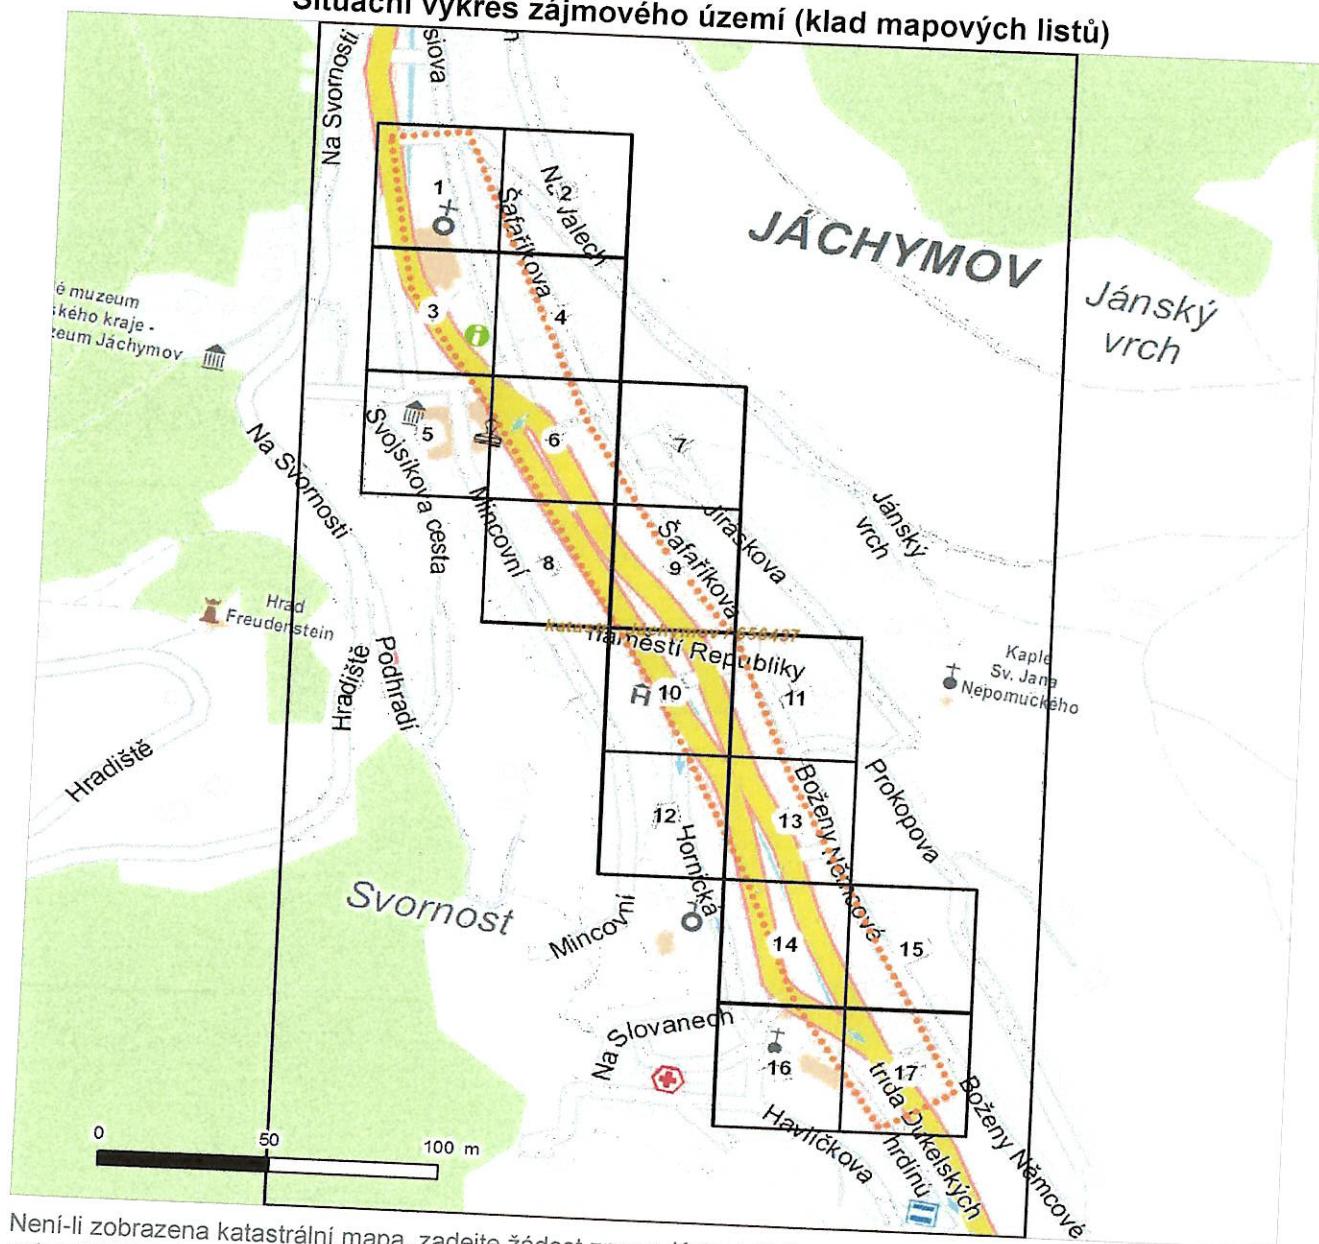 Situační výkres zájmového území (klad mapových listů)
Na Svornosti
siova
1
2
Na Valech
Šafaříkova
JÁCHYMOV
Jánský
vrch
é muzeum
ského kraje -
zeum Jáchymov
3
4
Svojsíkova cesta
5
6
7
Na Svornosti
Mincovní
8
Šafaříkova
9
Jiráskova
Jánský
vrch
Hrad
Freudenstein
Hradiště
Podhradí
Hradiště
náměstí Republiky
10
11
Kaple
Sv. Jana
Nepomuckého
12
Hornická
13
Boženy Němcové
Prokopova
Svornost
Mincovní
14
15
Na Slovanech
16
17
třída Dukelských
hrdinů
Havlíčkova
Boženy Němcové
0 50 100 m
Není-li zobrazena katastrální mapa, zadejte žádost